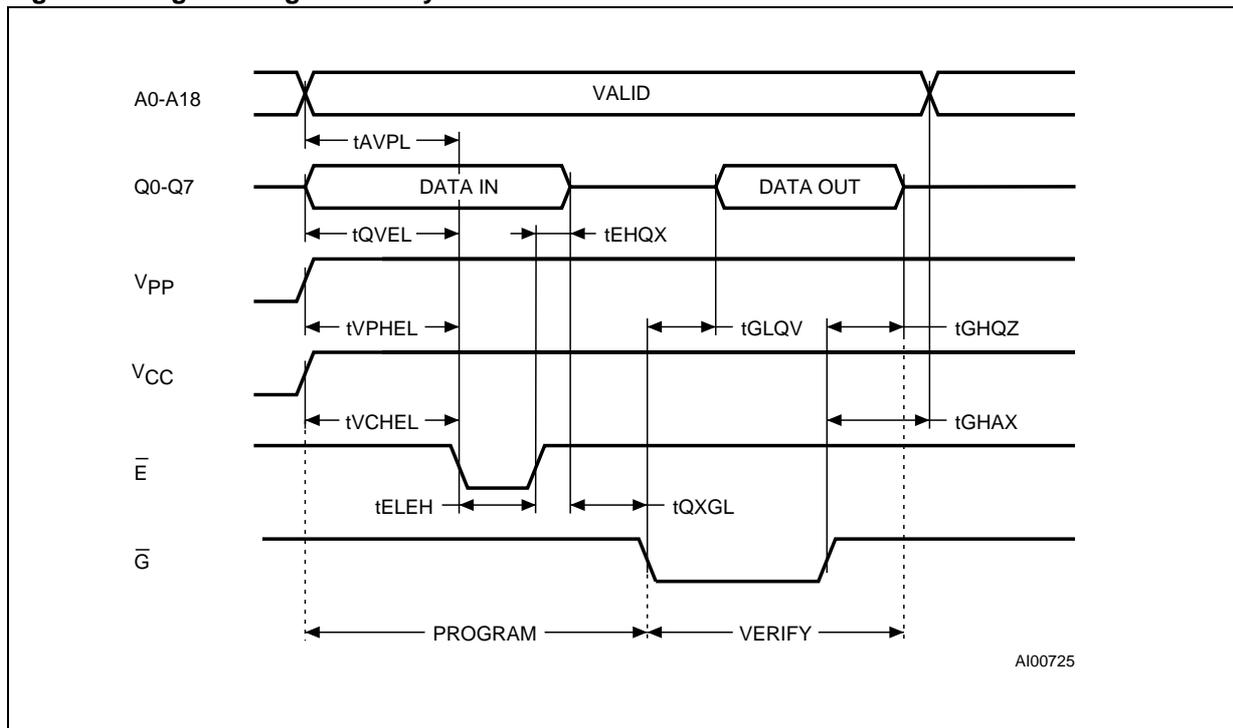 A0-A18
VALID
tAVPL
Q0-Q7
DATA IN
DATA OUT
tQVEL
tEHQX
VPP
tVPHEL
tGLQV
tGHQZ
VCC
tVCHEL
tGHAX
E̅
tELEH
tQXGL
G̅
PROGRAM
VERIFY
AI00725